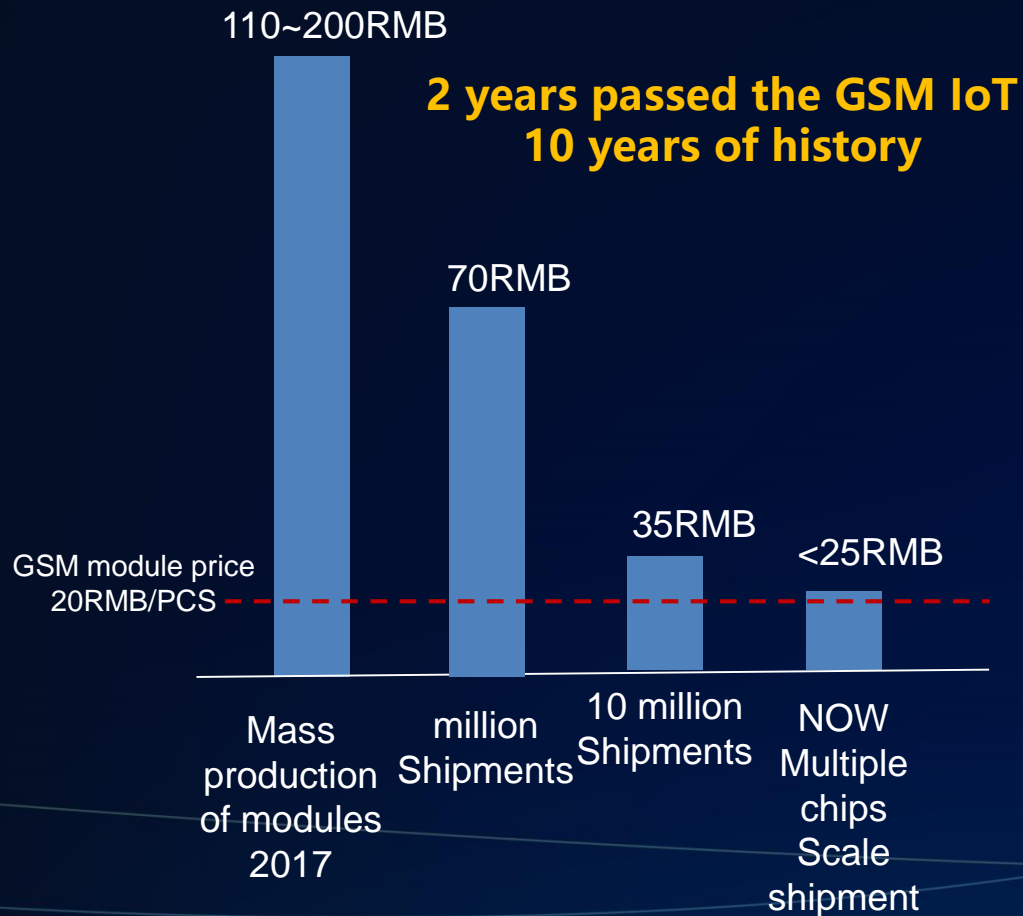 110~200RMB
2 years passed the GSM IoT
10 years of history
70RMB
35RMB
<25RMB
GSM module price
20RMB/PCS
Mass
production
of modules
2017
million
Shipments
10 million
Shipments
NOW
Multiple
chips
Scale
shipment